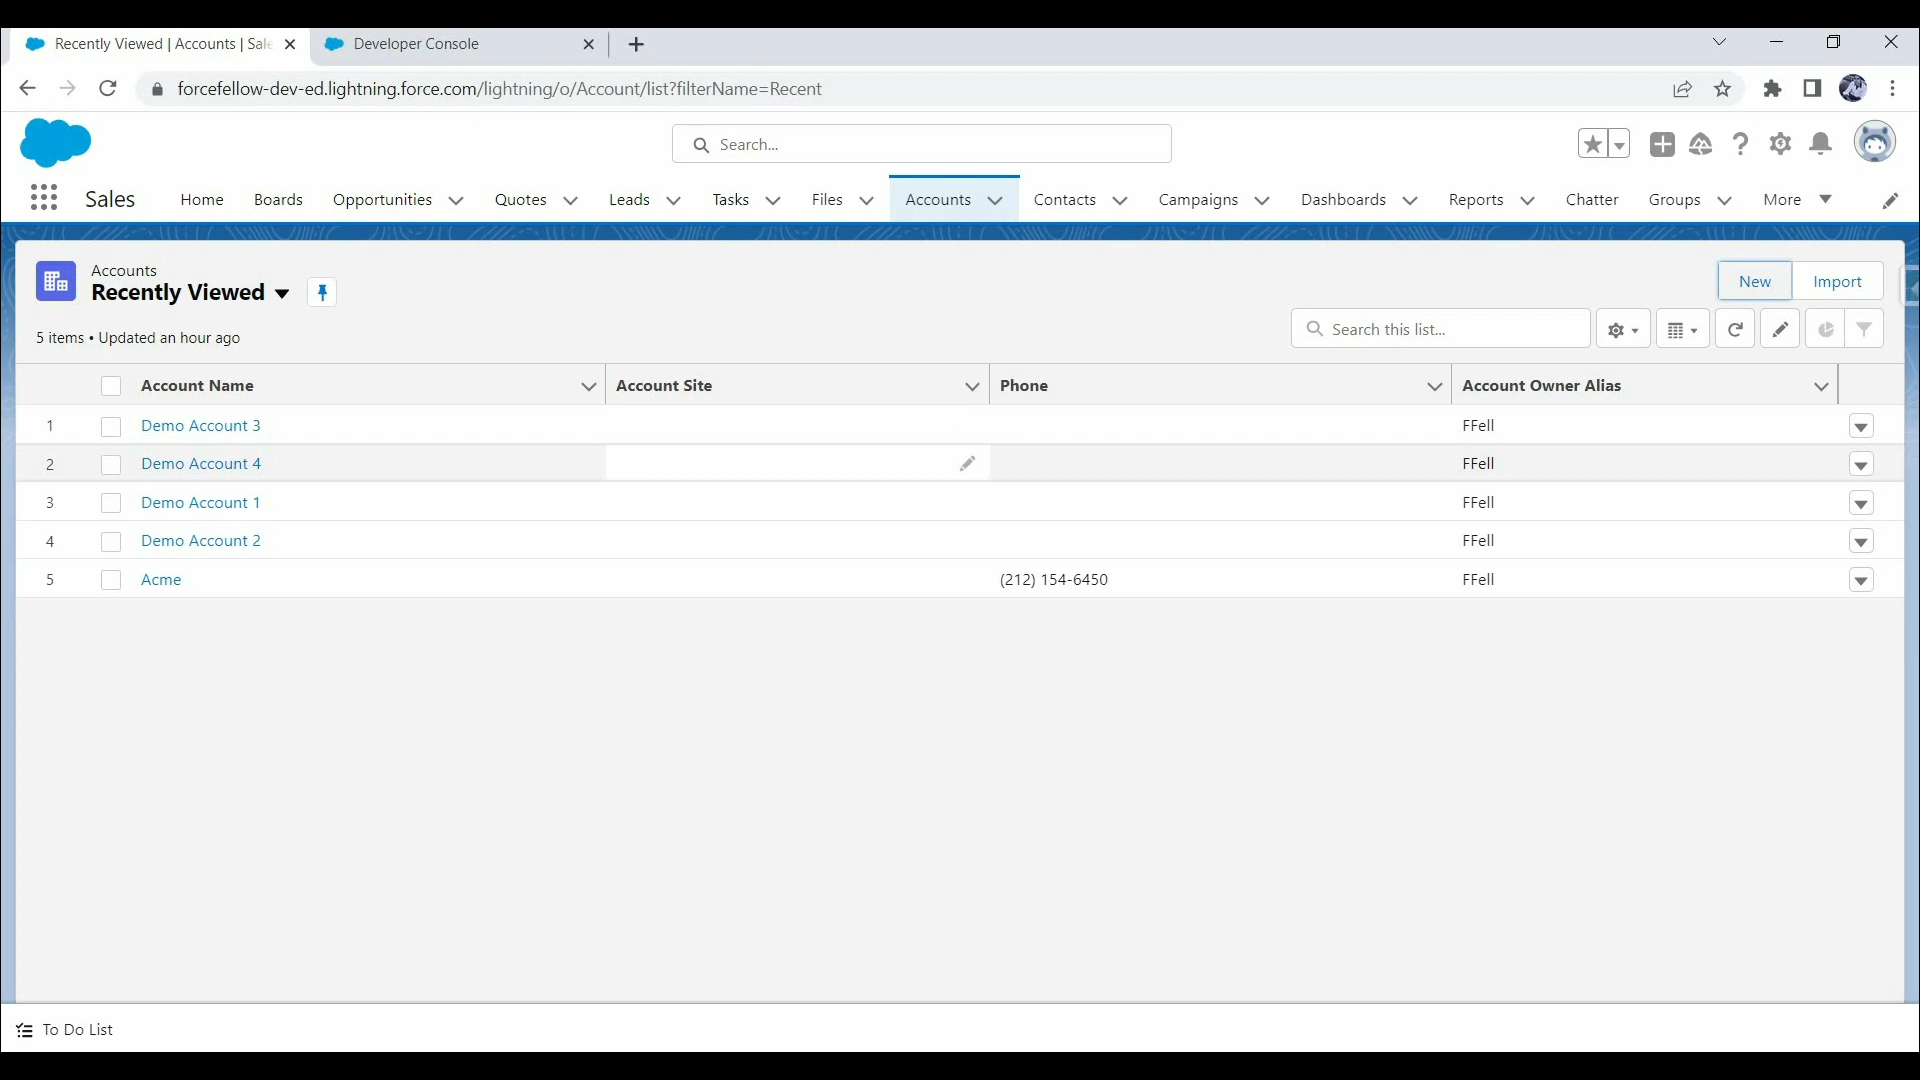 Recently Viewed | Accounts | Sale
Developer Console
forcefellow-dev-ed.lightning.force.com/lightning/o/Account/list?filterName=Recent
Search...
Sales
Home
Boards
Opportunities
Quotes
Leads
Tasks
Files
Accounts
Contacts
Campaigns
Dashboards
Reports
Chatter
Groups
More
Accounts
Recently Viewed
New
Import
5 items • Updated an hour ago
Search this list...
Account Name
Account Site
Phone
Account Owner Alias
1 Demo Account 3 FFell
2 Demo Account 4 FFell
3 Demo Account 1 FFell
4 Demo Account 2 FFell
5 Acme (212) 154-6450 FFell
To Do List